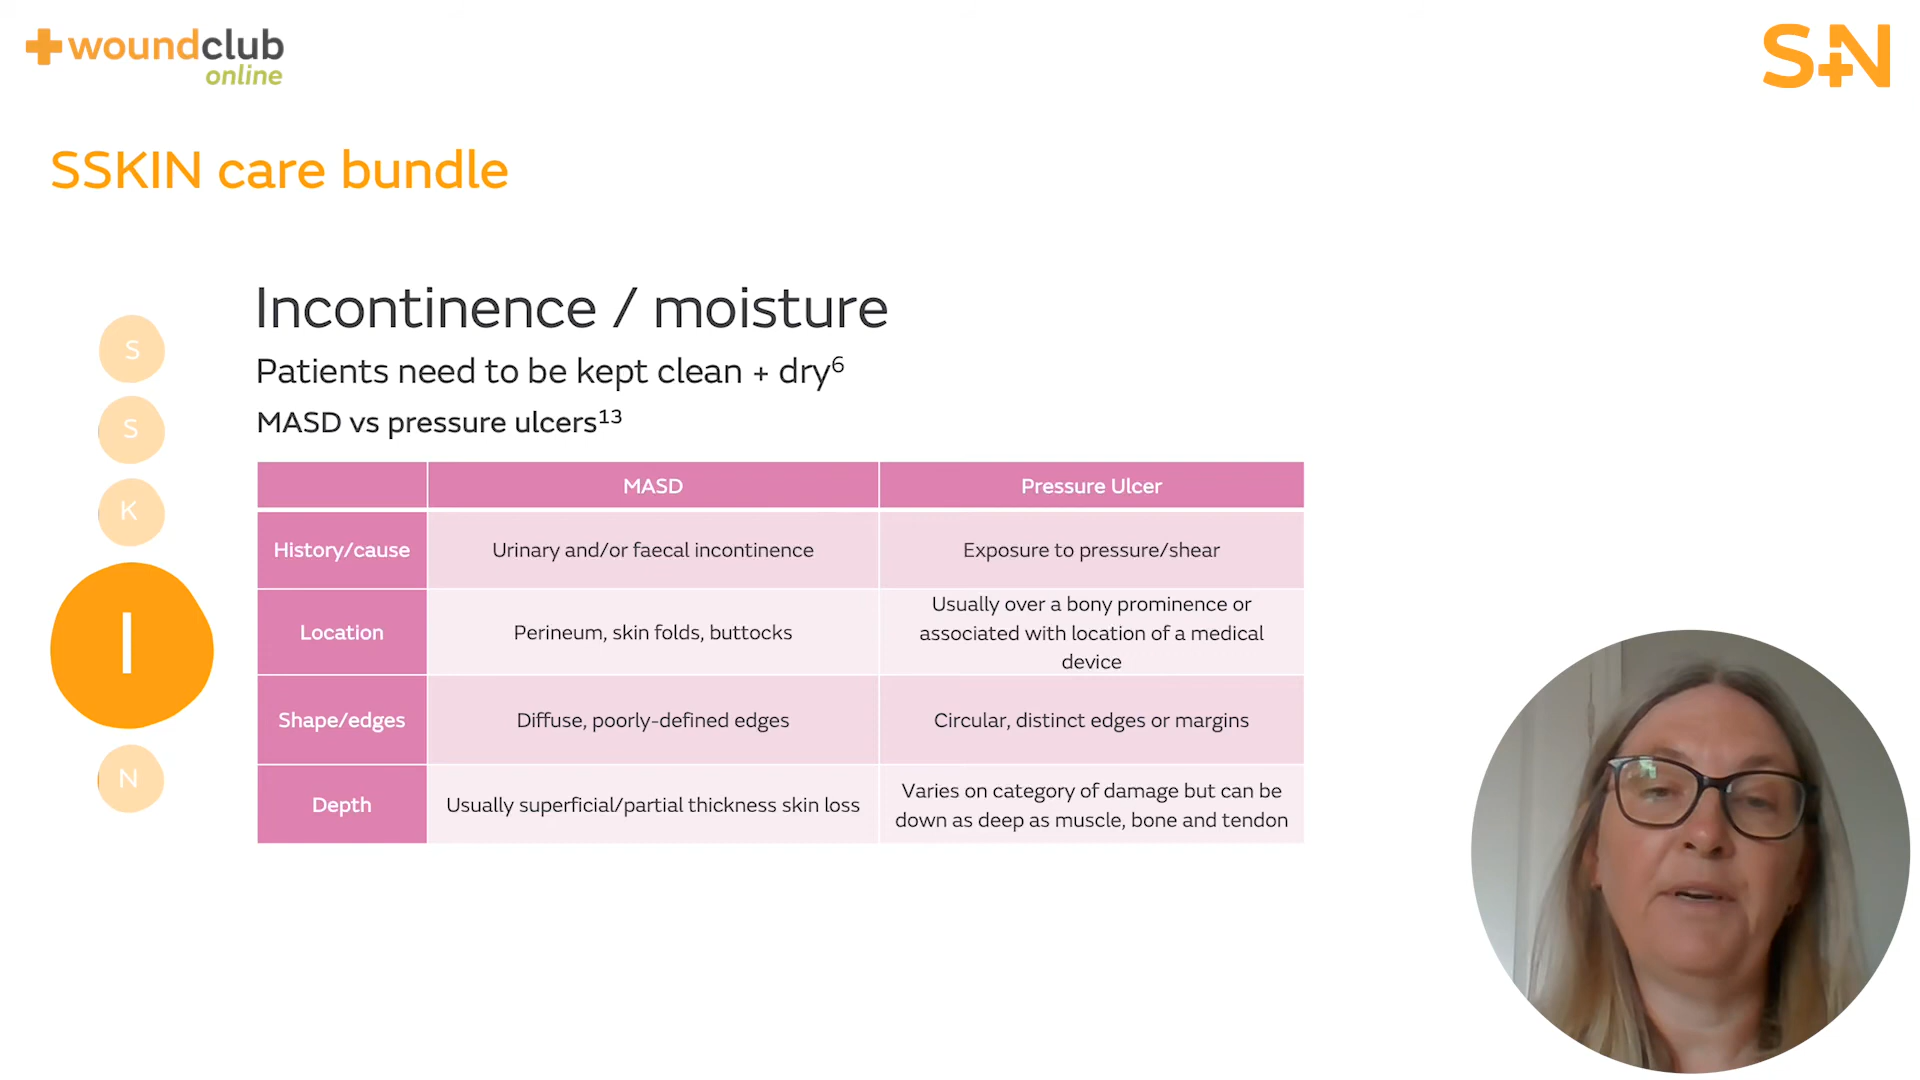 woundclub
online
S+N
SSKIN care bundle
Incontinence / moisture
Patients need to be kept clean + dry⁶
MASD vs pressure ulcers¹³
S
S
K
I
N
MASD
Pressure Ulcer
History/cause
Urinary and/or faecal incontinence
Exposure to pressure/shear
Location
Perineum, skin folds, buttocks
Usually over a bony prominence or
associated with location of a medical
device
Shape/edges
Diffuse, poorly-defined edges
Circular, distinct edges or margins
Depth
Usually superficial/partial thickness skin loss
Varies on category of damage but can be
down as deep as muscle, bone and tendon